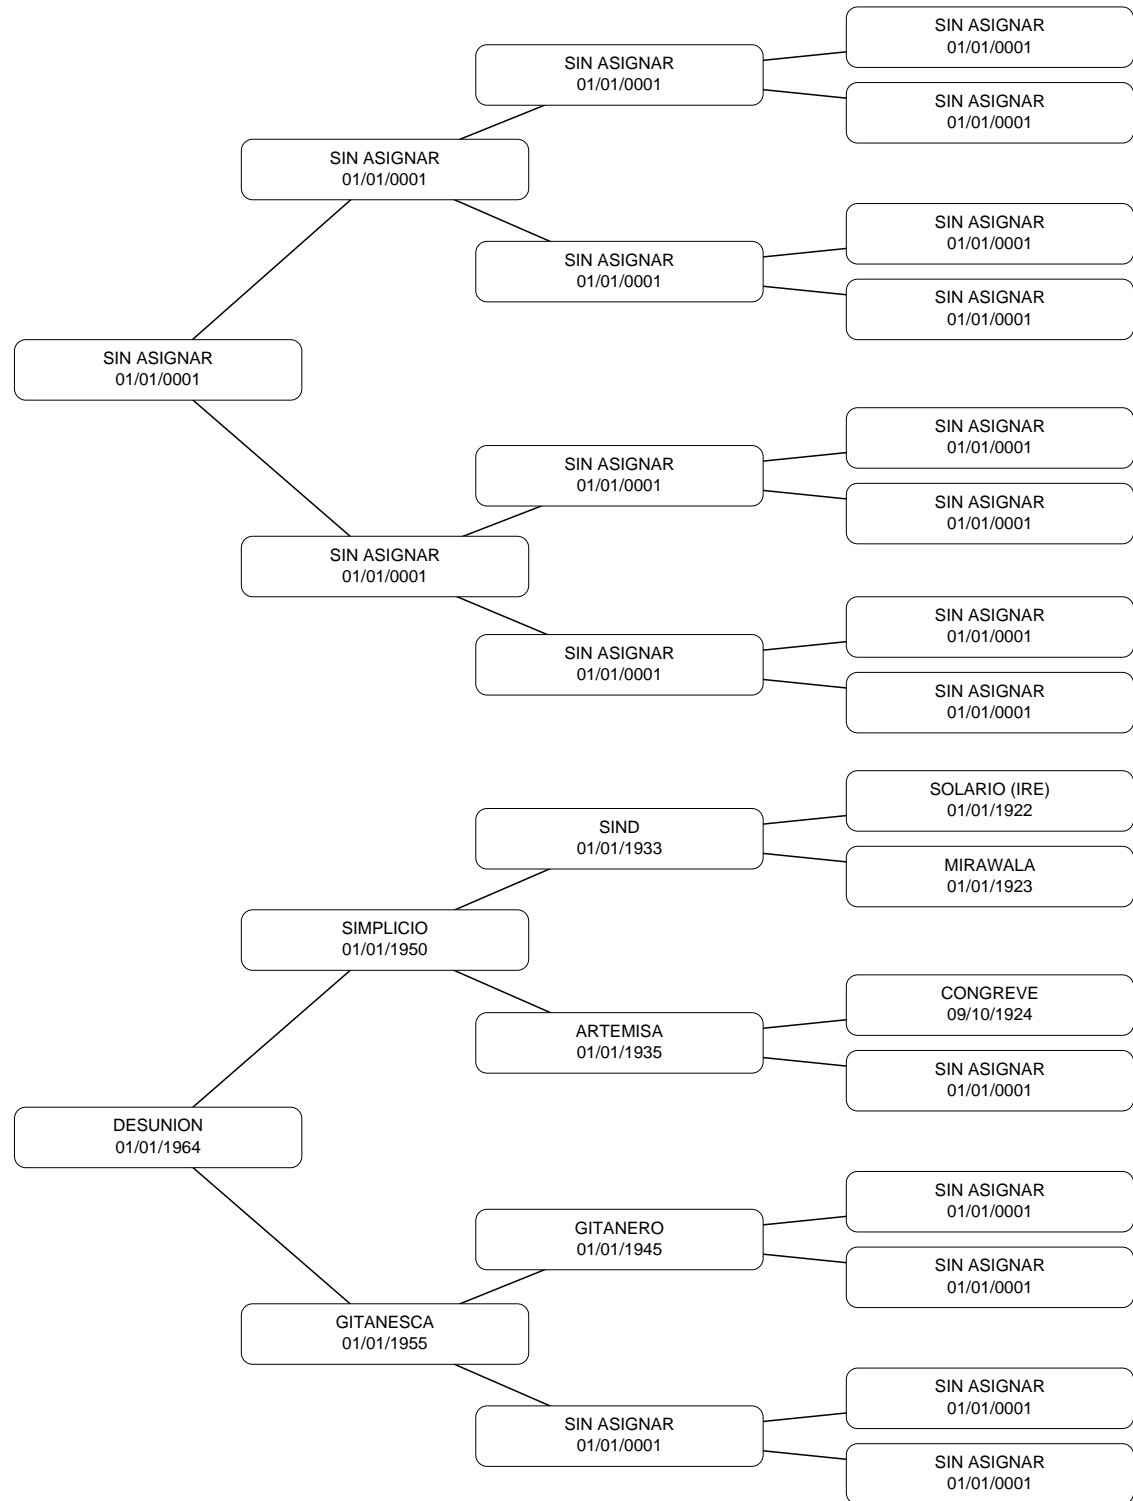 SIN ASIGNAR
01/01/0001
SIN ASIGNAR
01/01/0001
SIN ASIGNAR
01/01/0001
SIN ASIGNAR
01/01/0001
SIN ASIGNAR
01/01/0001
SIN ASIGNAR
01/01/0001
SIN ASIGNAR
01/01/0001
SIN ASIGNAR
01/01/0001
SIN ASIGNAR
01/01/0001
SIN ASIGNAR
01/01/0001
SIN ASIGNAR
01/01/0001
SIN ASIGNAR
01/01/0001
SIN ASIGNAR
01/01/0001
SIN ASIGNAR
01/01/0001
SIN ASIGNAR
01/01/0001
SOLARIO (IRE)
01/01/1922
SIND
01/01/1933
MIRAWALA
01/01/1923
SIMPLICIO
01/01/1950
CONGREVE
09/10/1924
ARTEMISA
01/01/1935
SIN ASIGNAR
01/01/0001
DESUNION
01/01/1964
SIN ASIGNAR
01/01/0001
GITANERO
01/01/1945
SIN ASIGNAR
01/01/0001
GITANESCA
01/01/1955
SIN ASIGNAR
01/01/0001
SIN ASIGNAR
01/01/0001
SIN ASIGNAR
01/01/0001